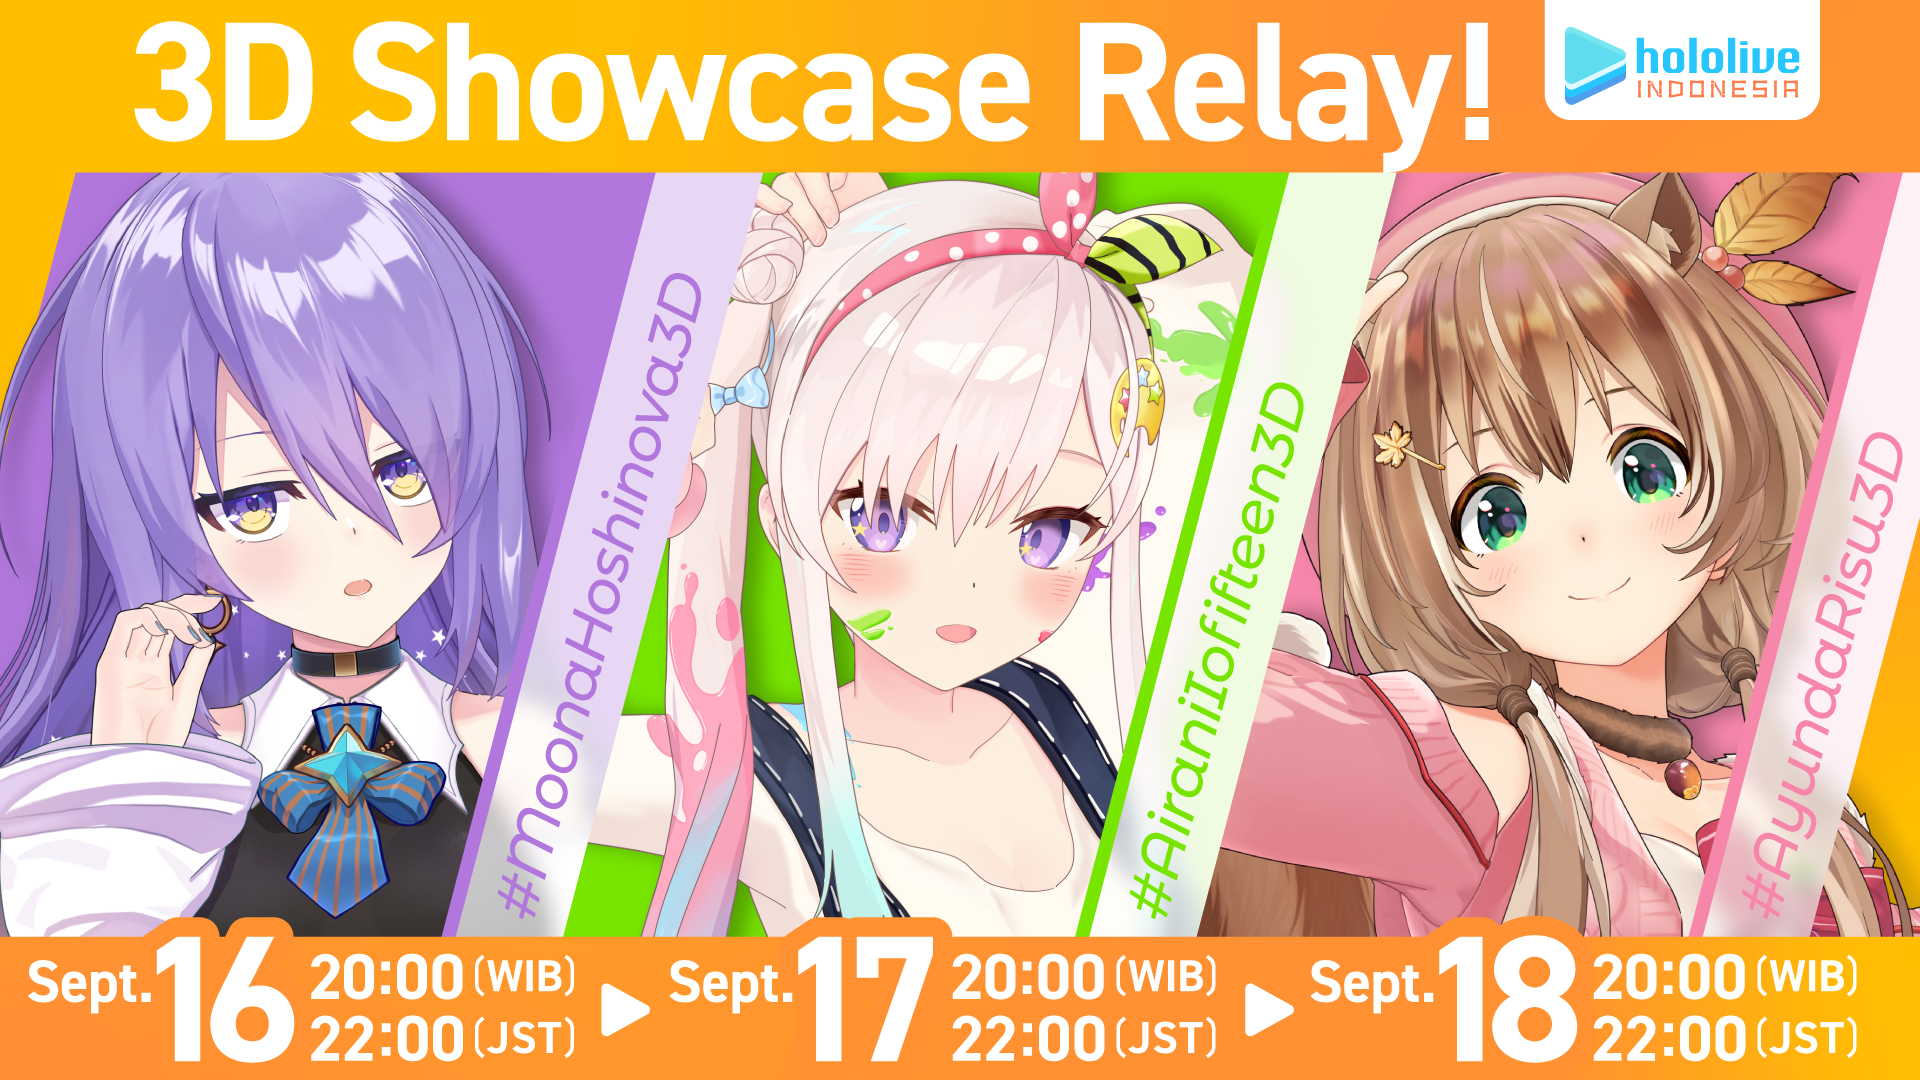 3D Showcase Relay!
hololive
INDONESIA
#MoonaHoshinova3D
#AiraniIofifteen3D
#AyundaRisu3D
Sept.16 20:00 (WIB)
22:00 (JST)
Sept.17 20:00 (WIB)
22:00 (JST)
Sept.18 20:00 (WIB)
22:00 (JST)